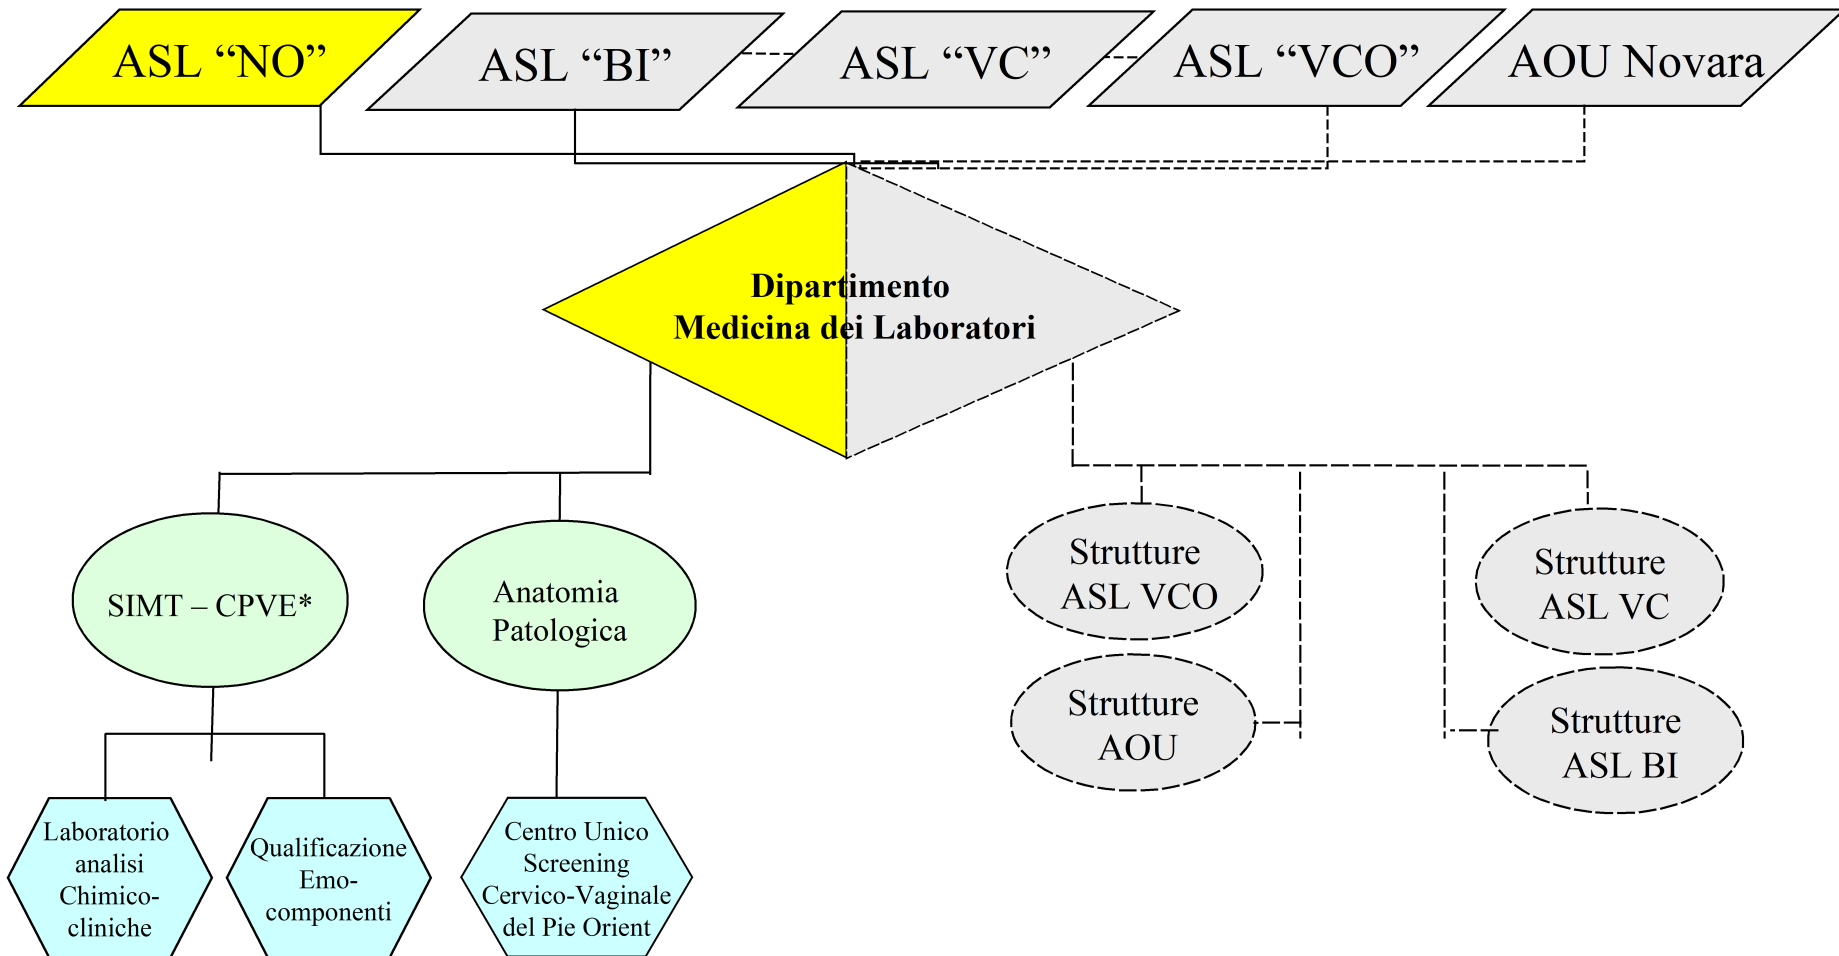 ASL “NO”
ASL “BI”
ASL “VC”
ASL “VCO”
AOU Novara
Dipartimento
Medicina dei Laboratori
SIMT – CPVE*
Anatomia
Patologica
Strutture
ASL VCO
Strutture
ASL VC
Strutture
AOU
Strutture
ASL BI
Laboratorio
analisi
Chimico-
cliniche
Qualificazione
Emo-
componenti
Centro Unico
Screening
Cervico-Vaginale
del Pie Orient